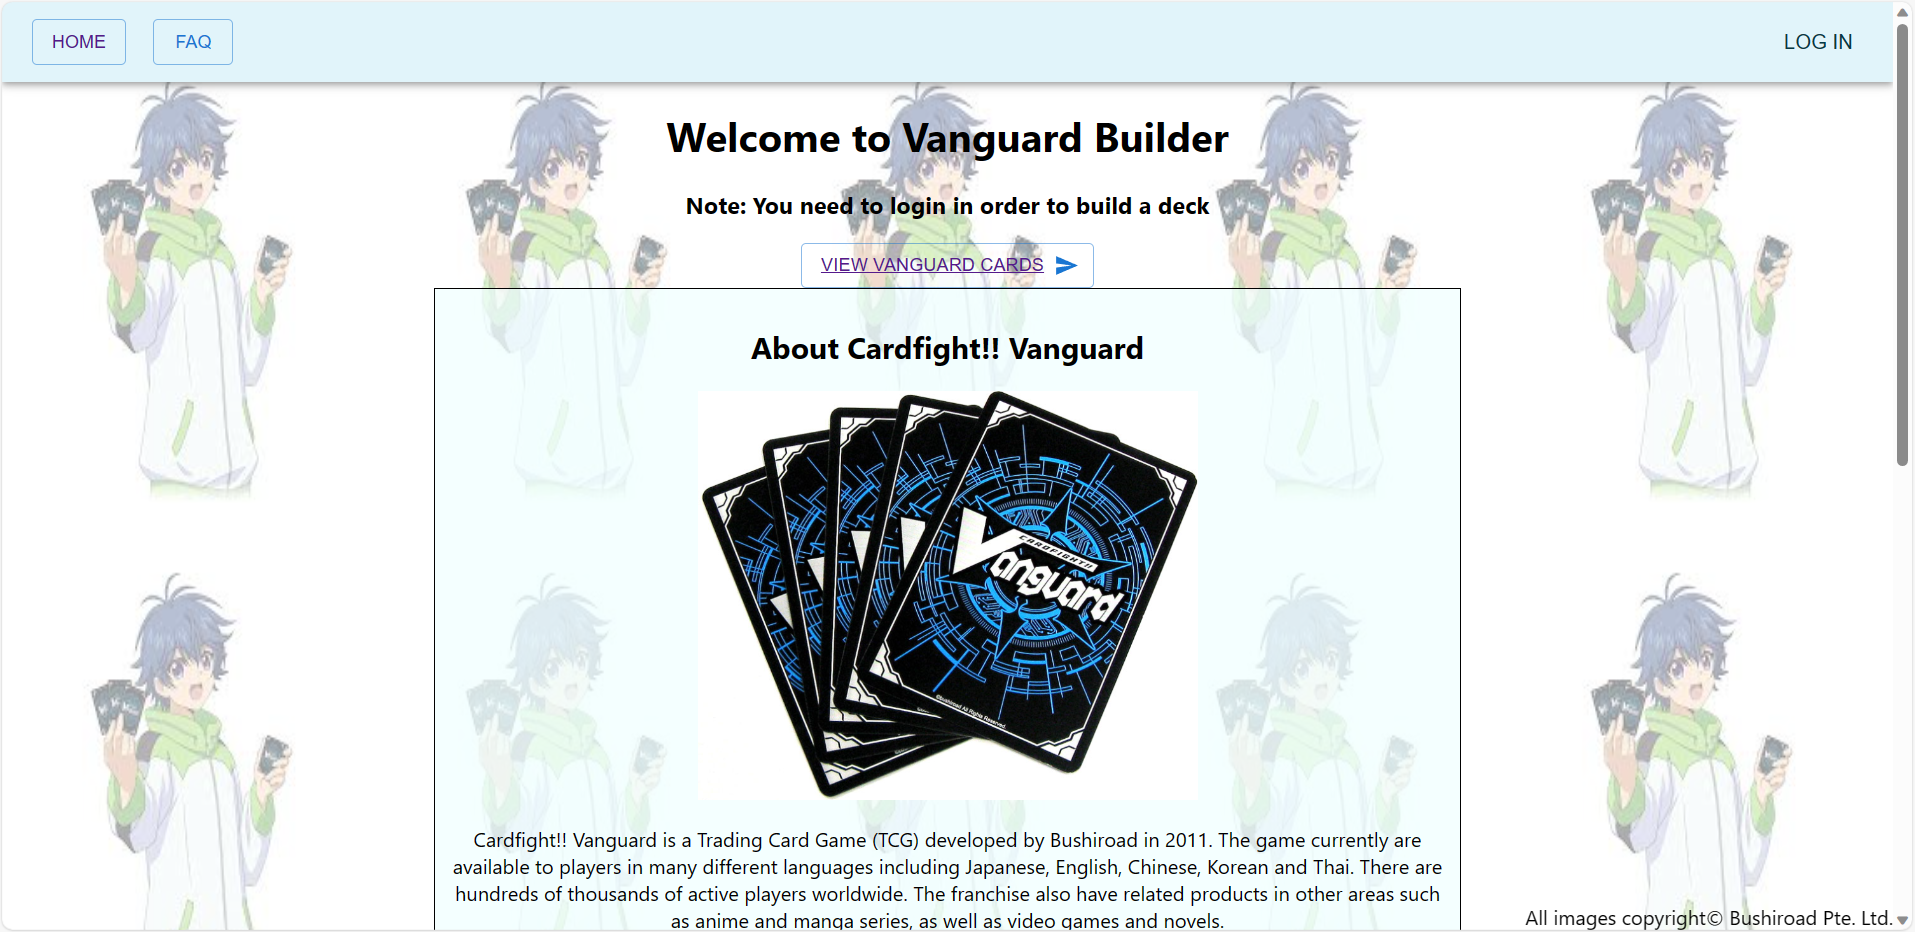 HOME
FAQ
LOG IN
Welcome to Vanguard Builder
Note: You need to login in order to build a deck
VIEW VANGUARD CARDS
About Cardfight!! Vanguard
CARDFIGHT!!
Vanguard
©bushiroad All Rights Reserved.
Cardfight!! Vanguard is a Trading Card Game (TCG) developed by Bushiroad in 2011. The game currently are
available to players in many different languages including Japanese, English, Chinese, Korean and Thai. There are
hundreds of thousands of active players worldwide. The franchise also have related products in other areas such
as anime and manga series, as well as video games and novels.
All images copyright© Bushiroad Pte. Ltd.